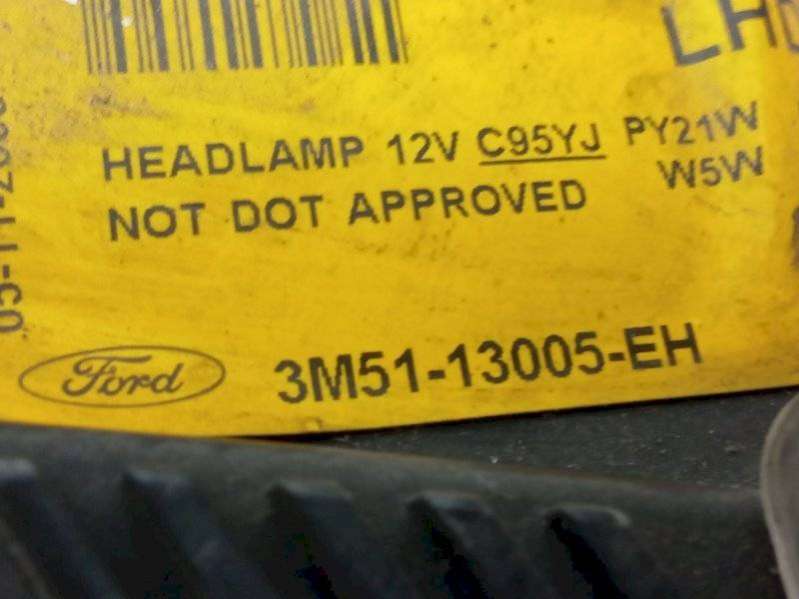 LH
HEADLAMP 12V C95YJ PY21W
W5W
NOT DOT APPROVED
Ford 3M51-13005-EH